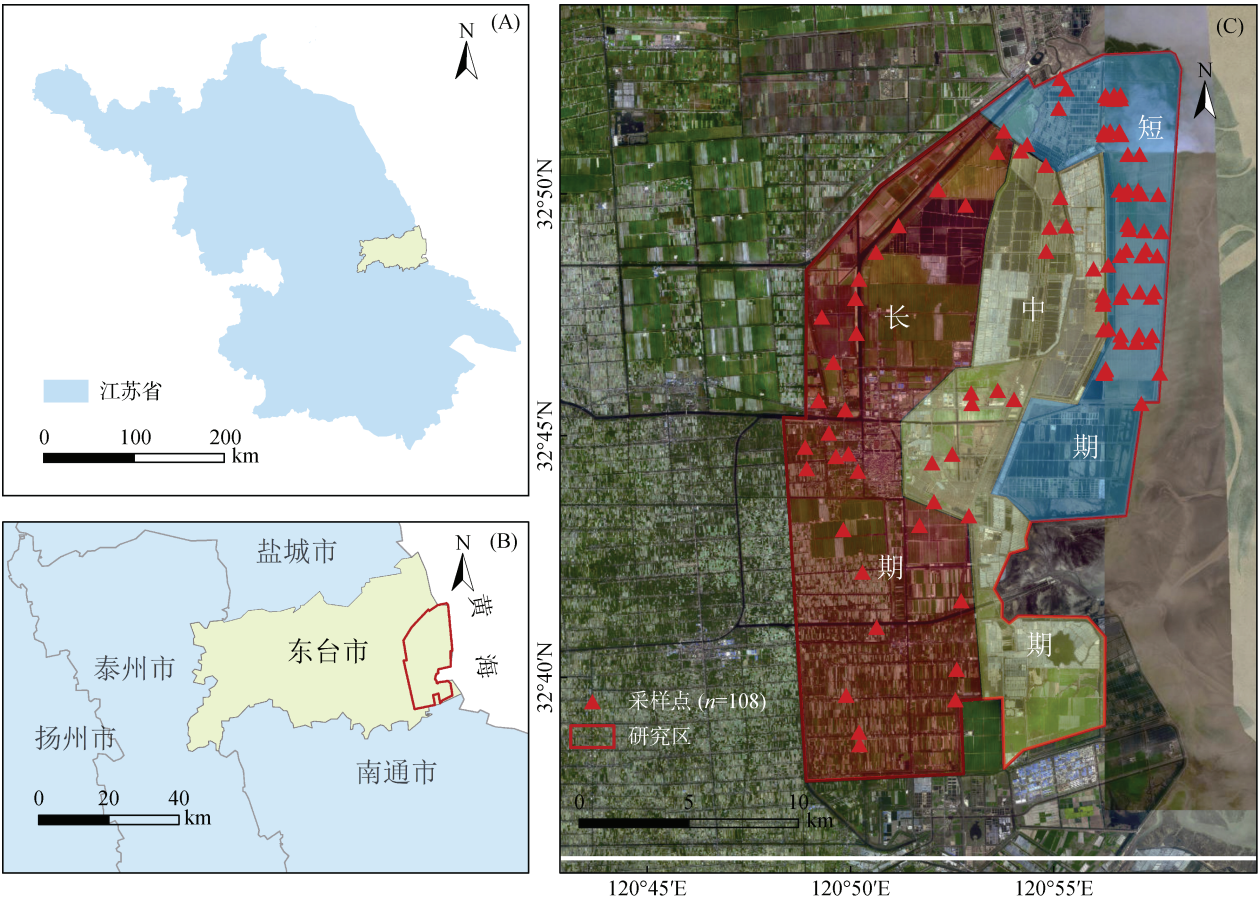 (A)
N
江苏省
0 100 200
km
(B)
N
盐城市
黄
海
东台市
泰州市
扬州市
南通市
0 20 40
km
(C)
N
短
长
中
期
期
期
采样点 (n=108)
研究区
0 5 10
km
32°50′N
32°45′N
32°40′N
120°45′E 120°50′E 120°55′E